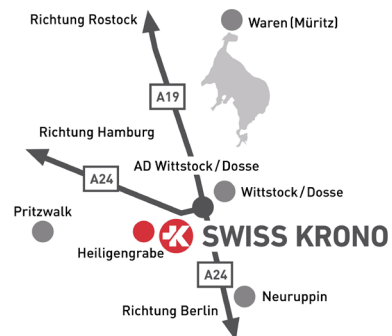 Richtung Rostock
Waren (Müritz)
A19
Richtung Hamburg
AD Wittstock / Dosse
A24
Wittstock / Dosse
Pritzwalk
SWISS KRONO
Heiligengrabe
A24
Neuruppin
Richtung Berlin